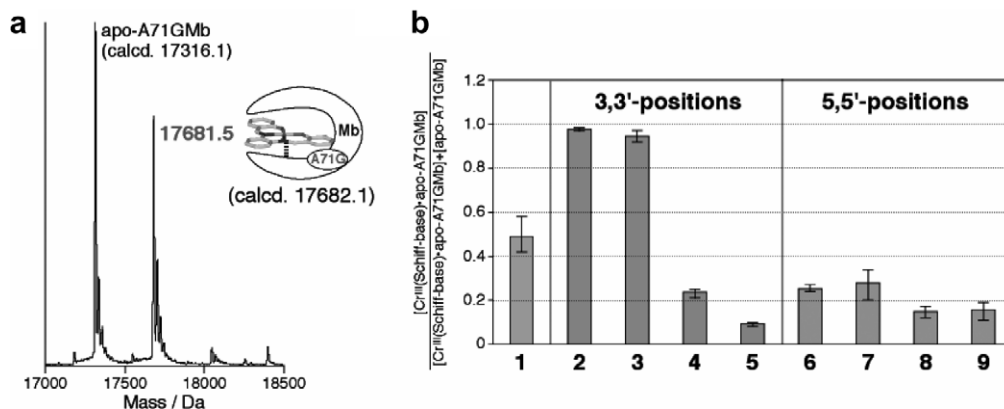 a
apo-A71GMb
(calcd. 17316.1)
17681.5
Mb
A71G
(calcd. 17682.1)
17000 17500 18000 18500
Mass / Da
b
[CrIII(Schiff-base)•apo-A71GMb]
[CrIII(Schiff-base)•apo-A71GMb]+[apo-A71GMb]
1.2
1.0
0.8
0.6
0.4
0.2
0
3,3'-positions
5,5'-positions
1 2 3 4 5 6 7 8 9